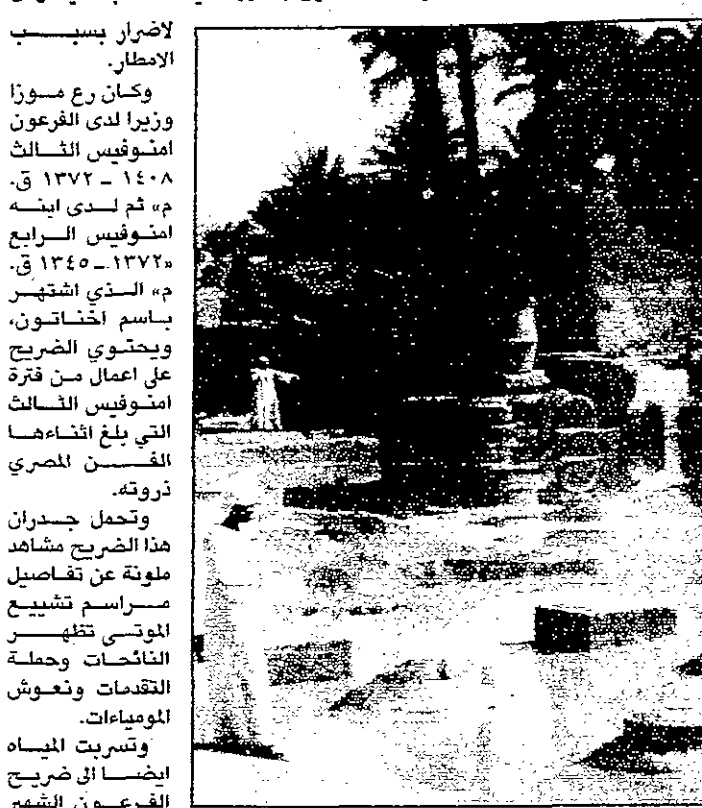 لاضرار بسبب
الامطار.
وكان رع موزا
وزيرا لدى الفرعون
امنوفيس الثالث
١٤٠٨ – ١٣٧٢ ق.
م» ثم لدى ابنه
امنوفيس الرابع
«١٣٧٢ – ١٣٤٥ ق.
م» الذي اشتهر
باسم اخناتون،
ويحتوي الضريح
على اعمال من فترة
امنوفيس الثالث
التي بلغ اثناءها
الفن المصري
ذروته.
وتحمل جدران
هذا الضريح مشاهد
ملونة عن تفاصيل
مراسم تشييع
الموتى تظهر
النائحات وحملة
التقدمات ونعوش
المومياءات.
وتسربت المياه
ايضا الى ضريح
الفرعون الشهير